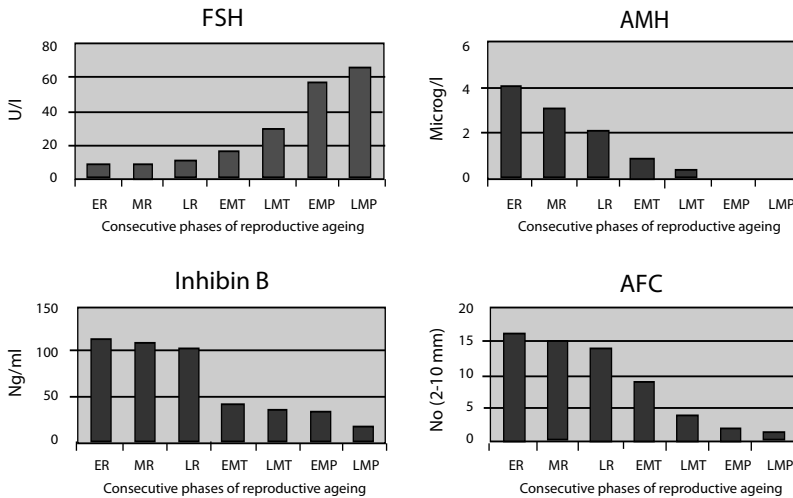 FSH
U/l
80
60
40
20
0
ER MR LR EMT LMT EMP LMP
Consecutive phases of reproductive ageing
AMH
Microg/l
6
4
2
0
ER MR LR EMT LMT EMP LMP
Consecutive phases of reproductive ageing
Inhibin B
Ng/ml
150
100
50
0
ER MR LR EMT LMT EMP LMP
Consecutive phases of reproductive ageing
AFC
No (2-10 mm)
20
15
10
5
0
ER MR LR EMT LMT EMP LMP
Consecutive phases of reproductive ageing